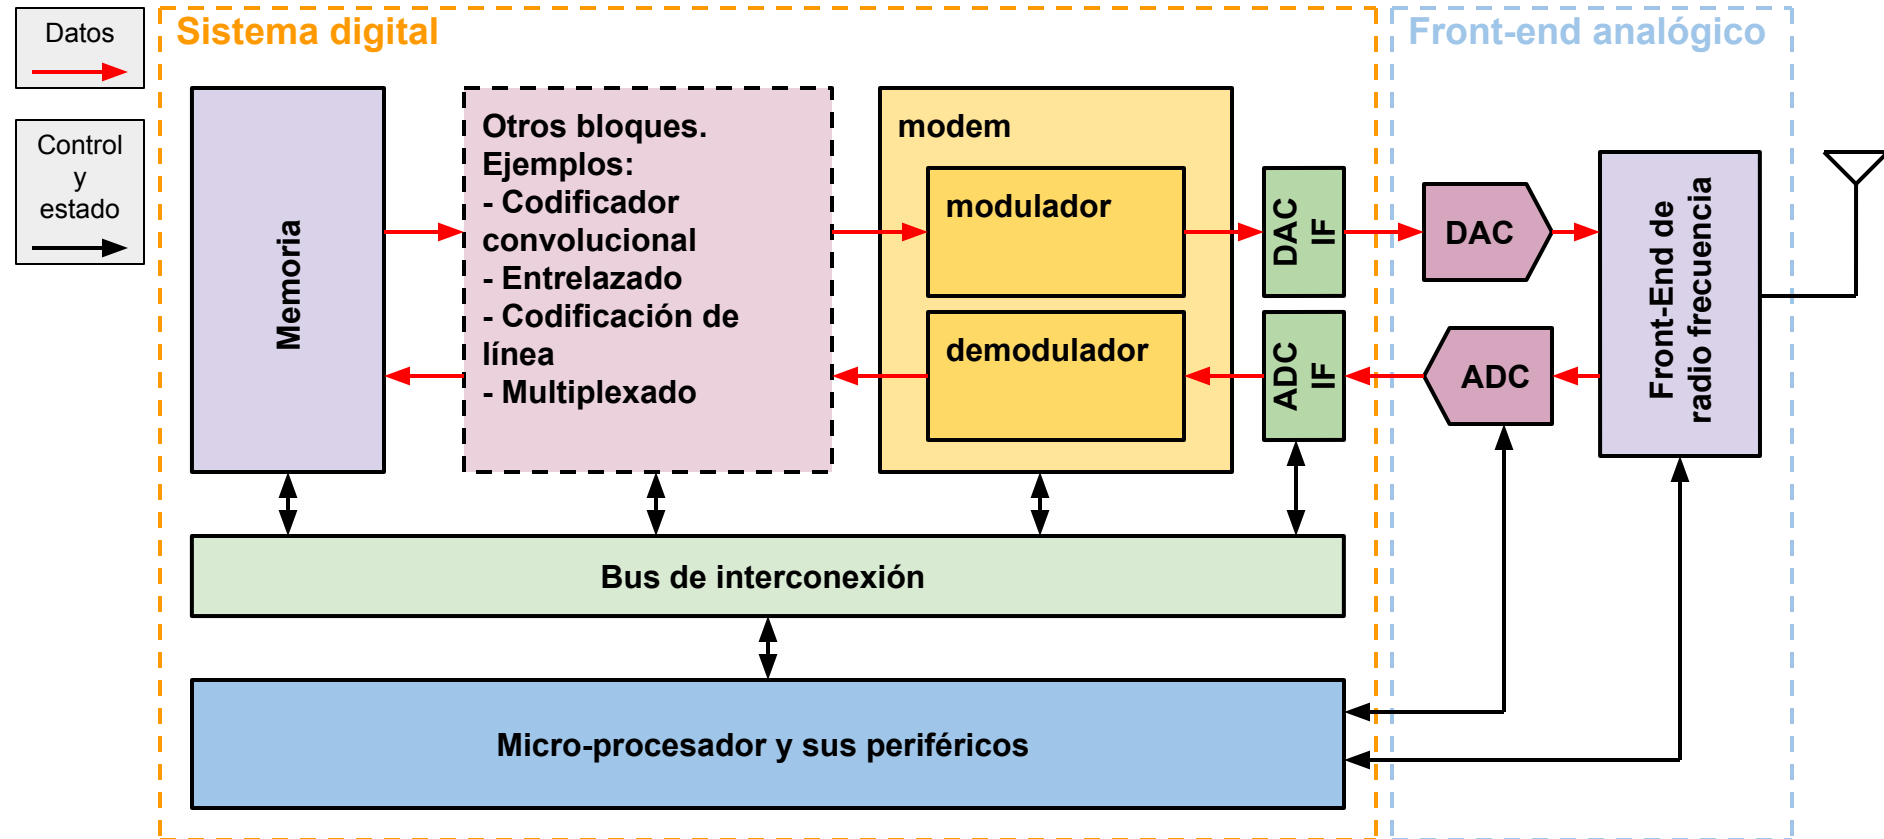 Datos
Control
y
estado
Sistema digital
Front-end analógico
Memoria
Otros bloques.
Ejemplos:
- Codificador
convolucional
- Entrelazado
- Codificación de
línea
- Multiplexado
modem
modulador
demodulador
DAC
IF
ADC
IF
DAC
ADC
Front-End de
radio frecuencia
Bus de interconexión
Micro-procesador y sus periféricos